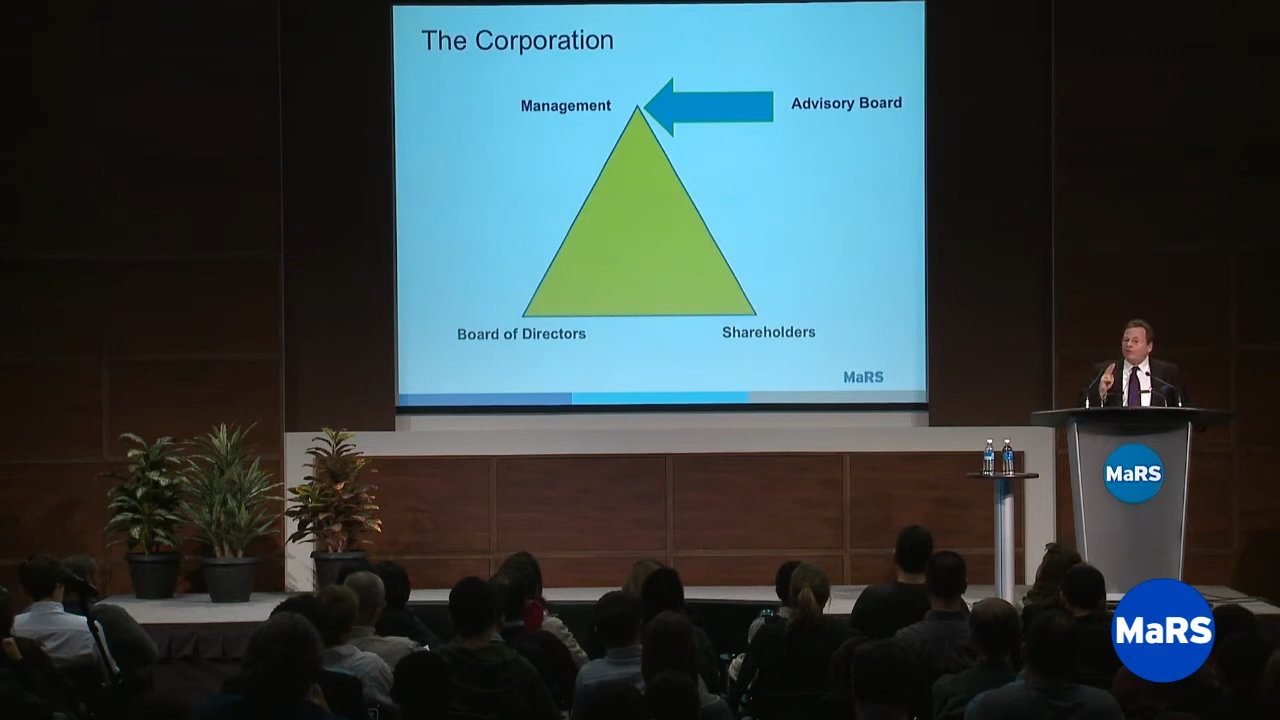 The Corporation
Management
Advisory Board
Board of Directors
Shareholders
MaRS
MaRS
MaRS